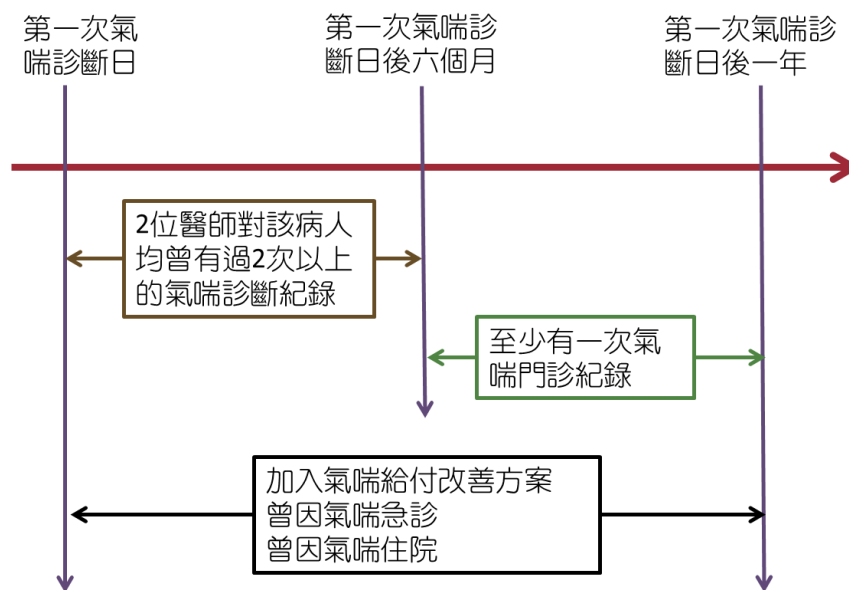 第一次氣
喘診斷日
第一次氣喘診
斷日後六個月
第一次氣喘診
斷日後一年
2位醫師對該病人
均曾有過2次以上
的氣喘診斷紀錄
至少有一次氣
喘門診紀錄
加入氣喘給付改善方案
曾因氣喘急診
曾因氣喘住院